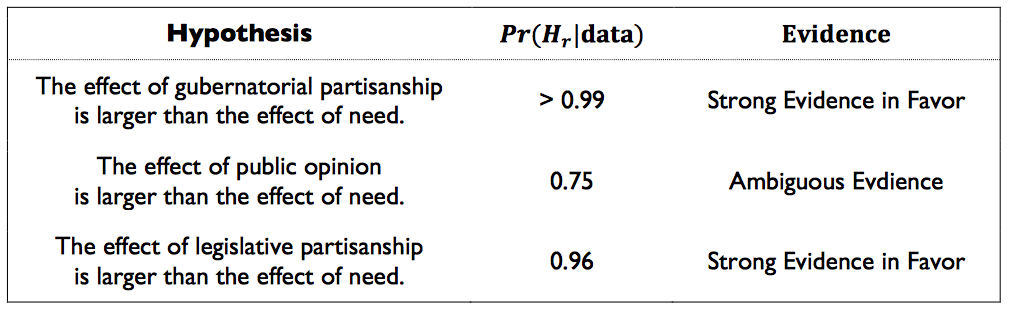 Hypothesis Pr(H_r|data) Evidence
The effect of gubernatorial partisanship
is larger than the effect of need.
> 0.99
Strong Evidence in Favor
The effect of public opinion
is larger than the effect of need.
0.75
Ambiguous Evdience
The effect of legislative partisanship
is larger than the effect of need.
0.96
Strong Evidence in Favor